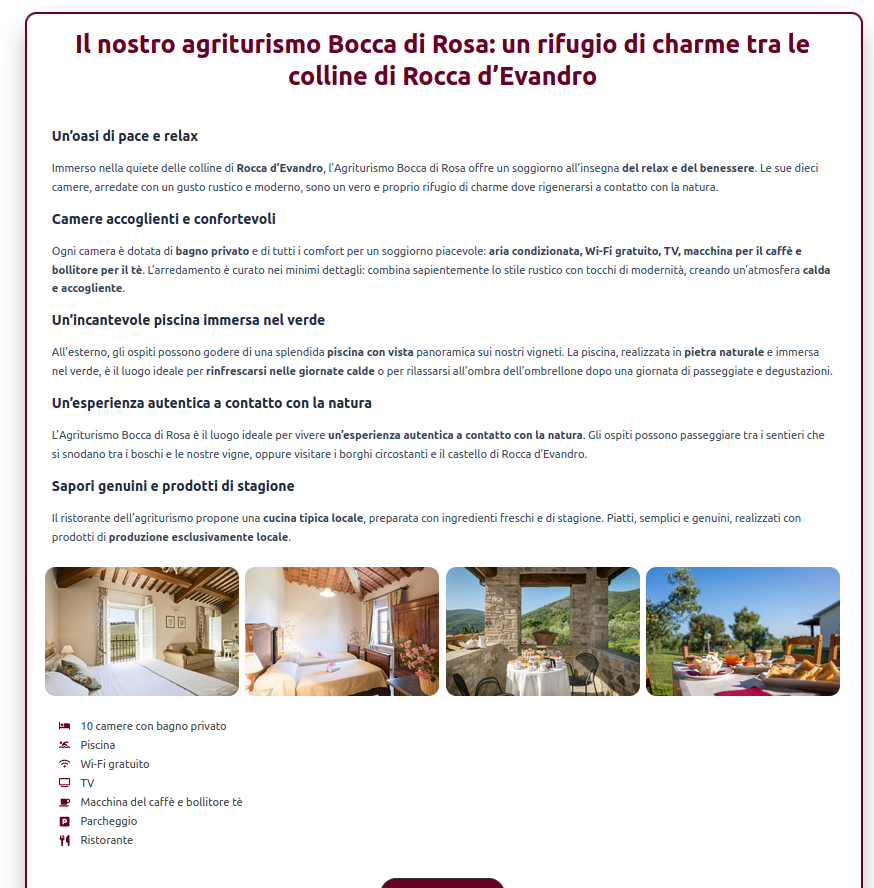 Il nostro agriturismo Bocca di Rosa: un rifugio di charme tra le
colline di Rocca d’Evandro
Un’oasi di pace e relax
Immerso nella quiete delle colline di Rocca d’Evandro, l’Agriturismo Bocca di Rosa offre un soggiorno all’insegna del relax e del benessere. Le sue dieci
camere, arredate con un gusto rustico e moderno, sono un vero e proprio rifugio di charme dove rigenerarsi a contatto con la natura.
Camere accoglienti e confortevoli
Ogni camera è dotata di bagno privato e di tutti i comfort per un soggiorno piacevole: aria condizionata, Wi-Fi gratuito, TV, macchina per il caffè e
bollitore per il tè. L’arredamento è curato nei minimi dettagli: combina sapientemente lo stile rustico con tocchi di modernità, creando un’atmosfera calda
e accogliente.
Un’incantevole piscina immersa nel verde
All’esterno, gli ospiti possono godere di una splendida piscina con vista panoramica sui nostri vigneti. La piscina, realizzata in pietra naturale e immersa
nel verde, è il luogo ideale per rinfrescarsi nelle giornate calde o per rilassarsi all’ombra dell’ombrellone dopo una giornata di passeggiate e degustazioni.
Un’esperienza autentica a contatto con la natura
L’Agriturismo Bocca di Rosa è il luogo ideale per vivere un’esperienza autentica a contatto con la natura. Gli ospiti possono passeggiare tra i sentieri che
si snodano tra i boschi e le nostre vigne, oppure visitare i borghi circostanti e il castello di Rocca d’Evandro.
Sapori genuini e prodotti di stagione
Il ristorante dell’agriturismo propone una cucina tipica locale, preparata con ingredienti freschi e di stagione. Piatti, semplici e genuini, realizzati con
prodotti di produzione esclusivamente locale.
10 camere con bagno privato
Piscina
Wi-Fi gratuito
TV
Macchina del caffè e bollitore tè
P Parcheggio
Ristorante